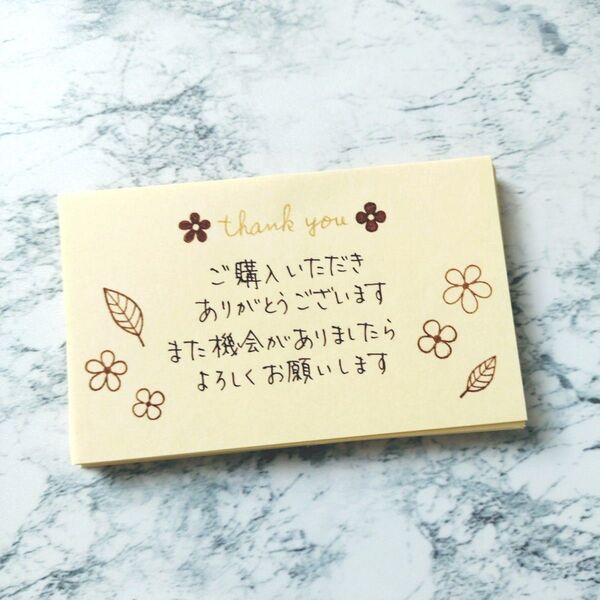 thank you
ご購入いただき
ありがとうございます
また機会がありましたら
よろしくお願いします